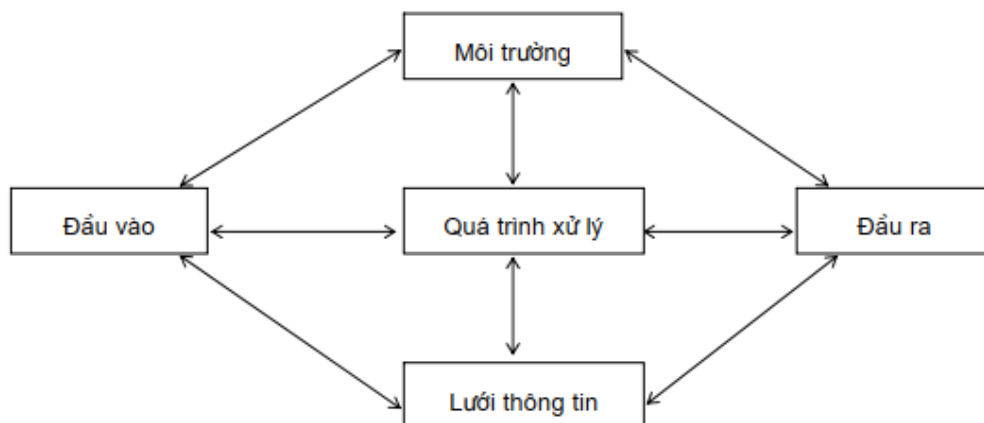 Môi trường
Đầu vào
Quá trình xử lý
Đầu ra
Lưới thông tin